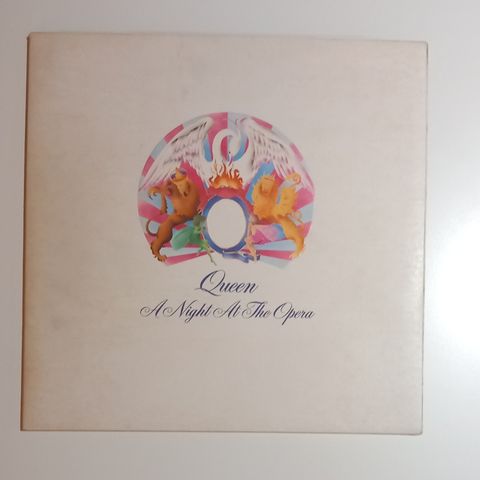 Queen
A Night At The Opera